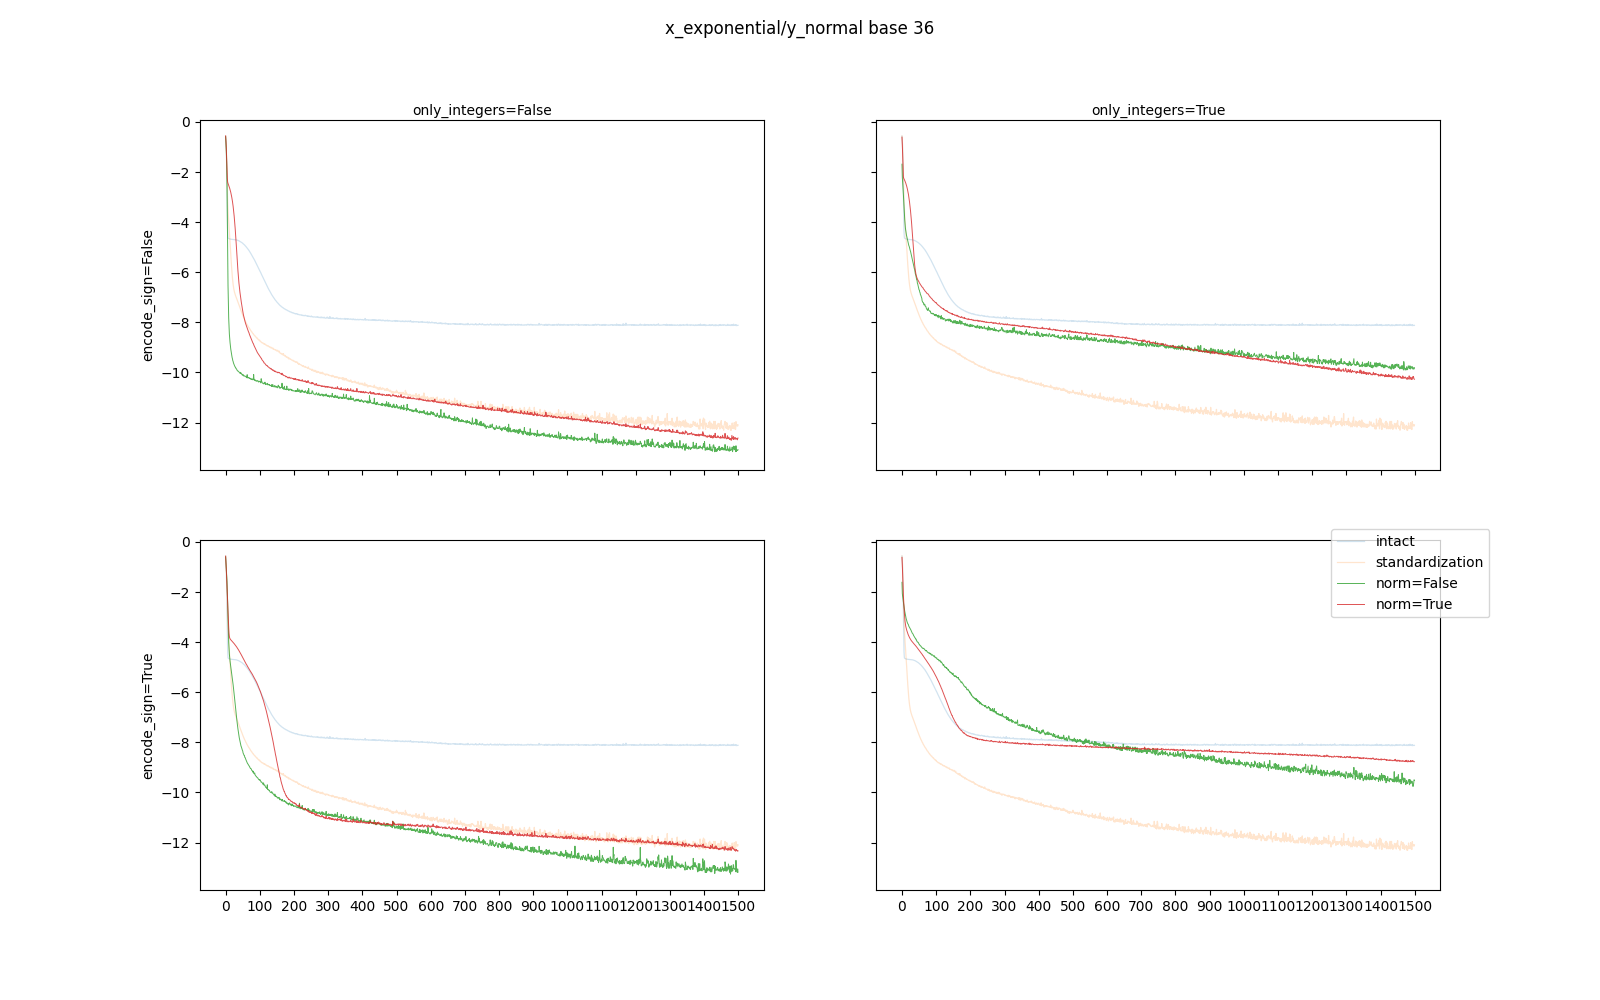 x_exponential/y_normal base 36
only_integers=False
only_integers=True
encode_sign=False
0
−2
−4
−6
−8
−10
−12
encode_sign=True
0
−2
−4
−6
−8
−10
−12
intact
standardization
norm=False
norm=True
0 100 200 300 400 500 600 700 800 900 1000 1100 1200 1300 1400 1500
0 100 200 300 400 500 600 700 800 900 1000 1100 1200 1300 1400 1500